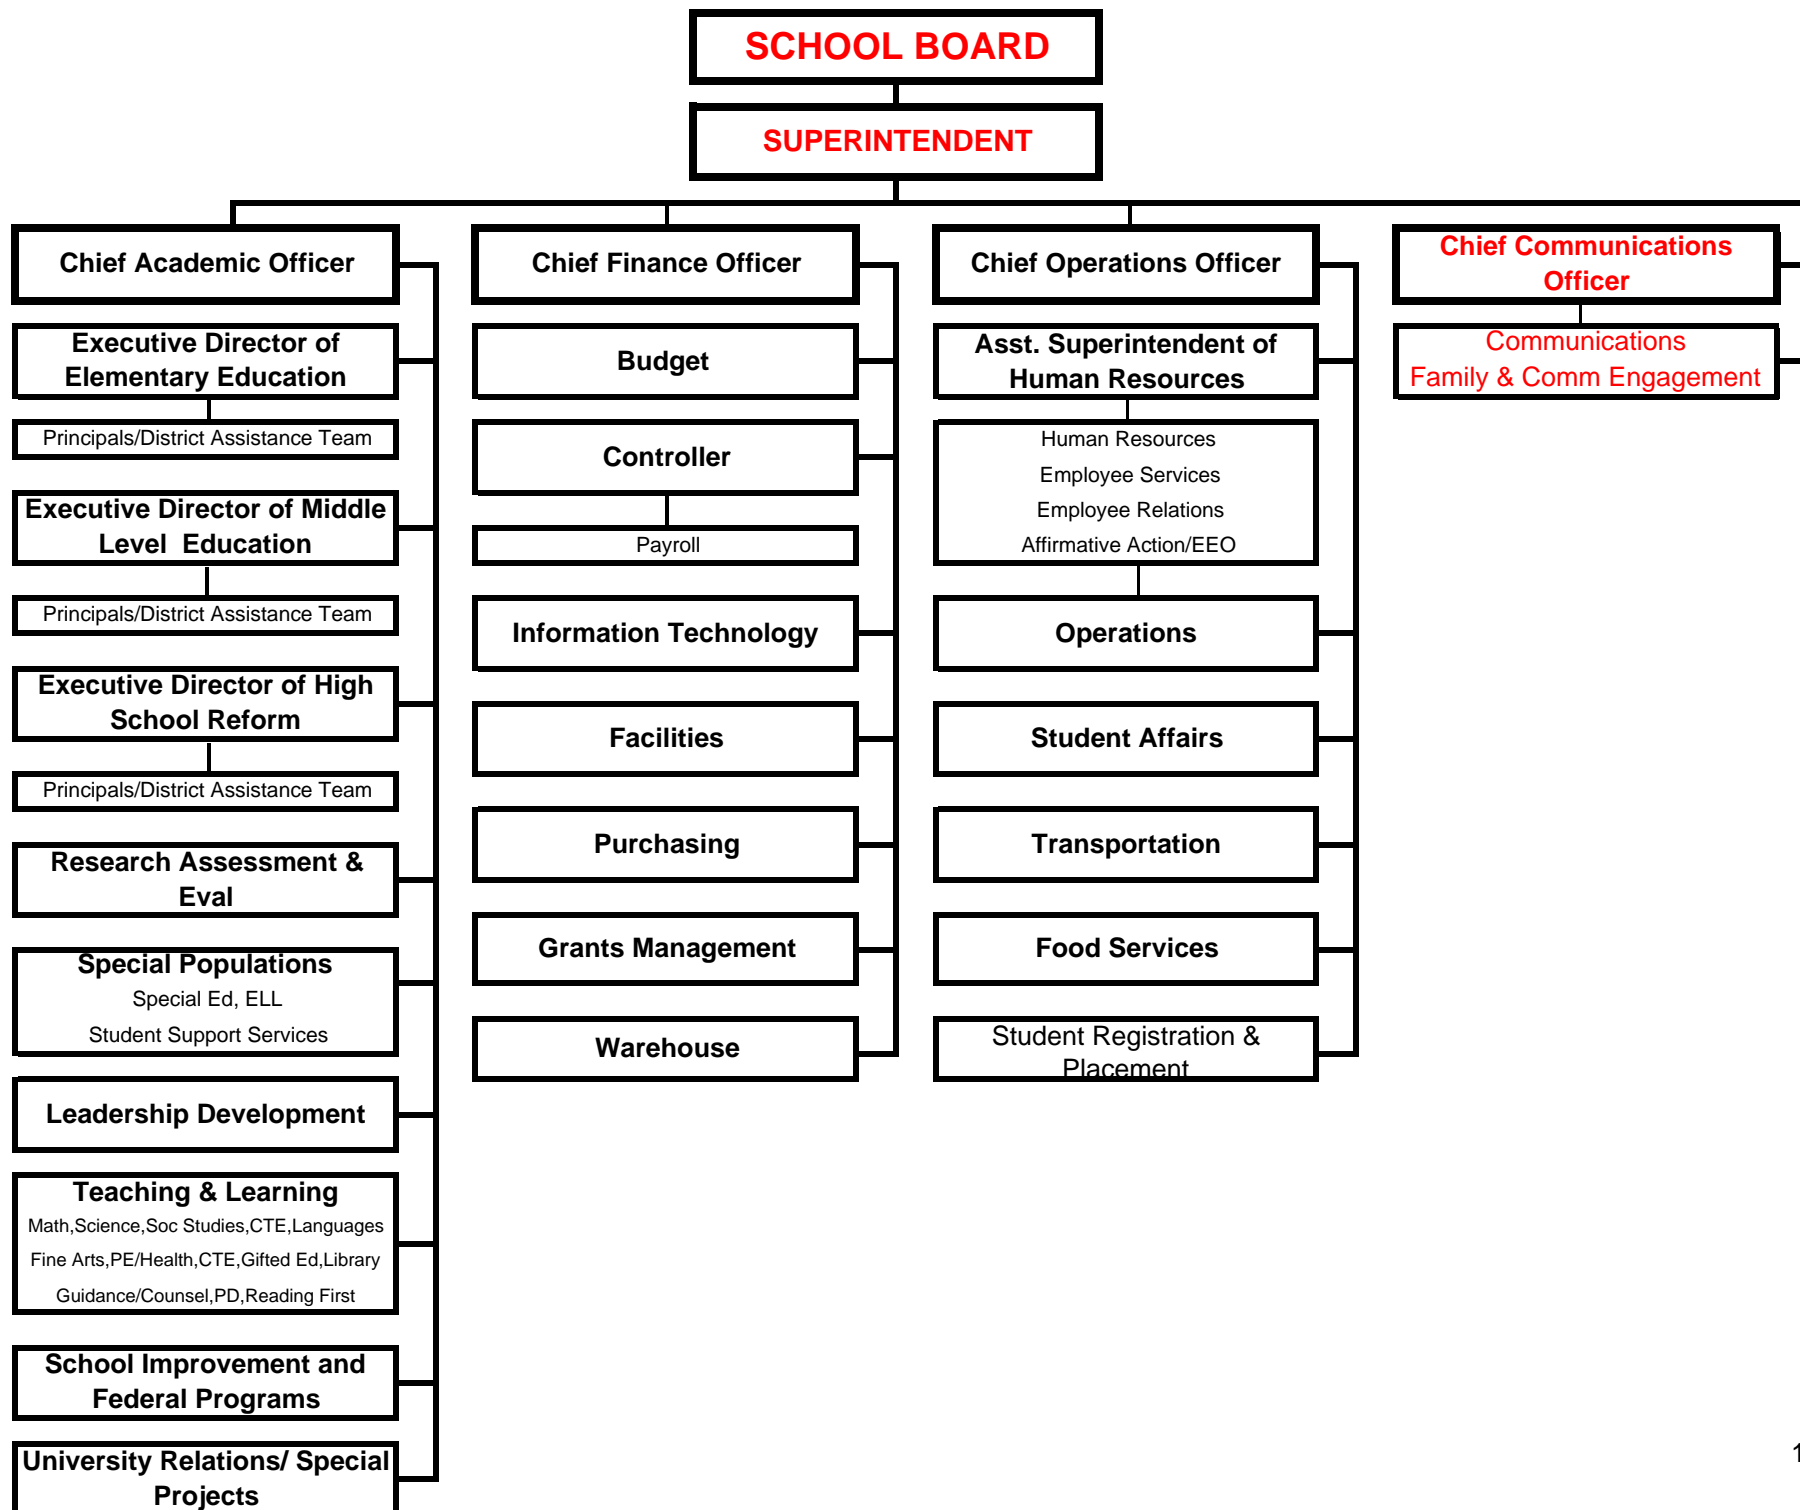 SCHOOL BOARD
SUPERINTENDENT
Chief Academic Officer
Executive Director of
Elementary Education
Principals/District Assistance Team
Executive Director of Middle
Level  Education
Principals/District Assistance Team
Executive Director of High
School Reform
Principals/District Assistance Team
Research Assessment &
Eval
Special Populations
Special Ed, ELL
Student Support Services
Leadership Development
Teaching & Learning
Math,Science,Soc Studies,CTE,Languages
Fine Arts,PE/Health,CTE,Gifted Ed,Library
Guidance/Counsel,PD,Reading First
School Improvement and
Federal Programs
University Relations/ Special
Projects
Chief Finance Officer
Budget
Controller
Payroll
Information Technology
Facilities
Purchasing
Grants Management
Warehouse
Chief Operations Officer
Asst. Superintendent of
Human Resources
Human Resources
Employee Services
Employee Relations
Affirmative Action/EEO
Operations
Student Affairs
Transportation
Food Services
Student Registration &
Placement
Chief Communications
Officer
Communications
Family & Comm Engagement
1